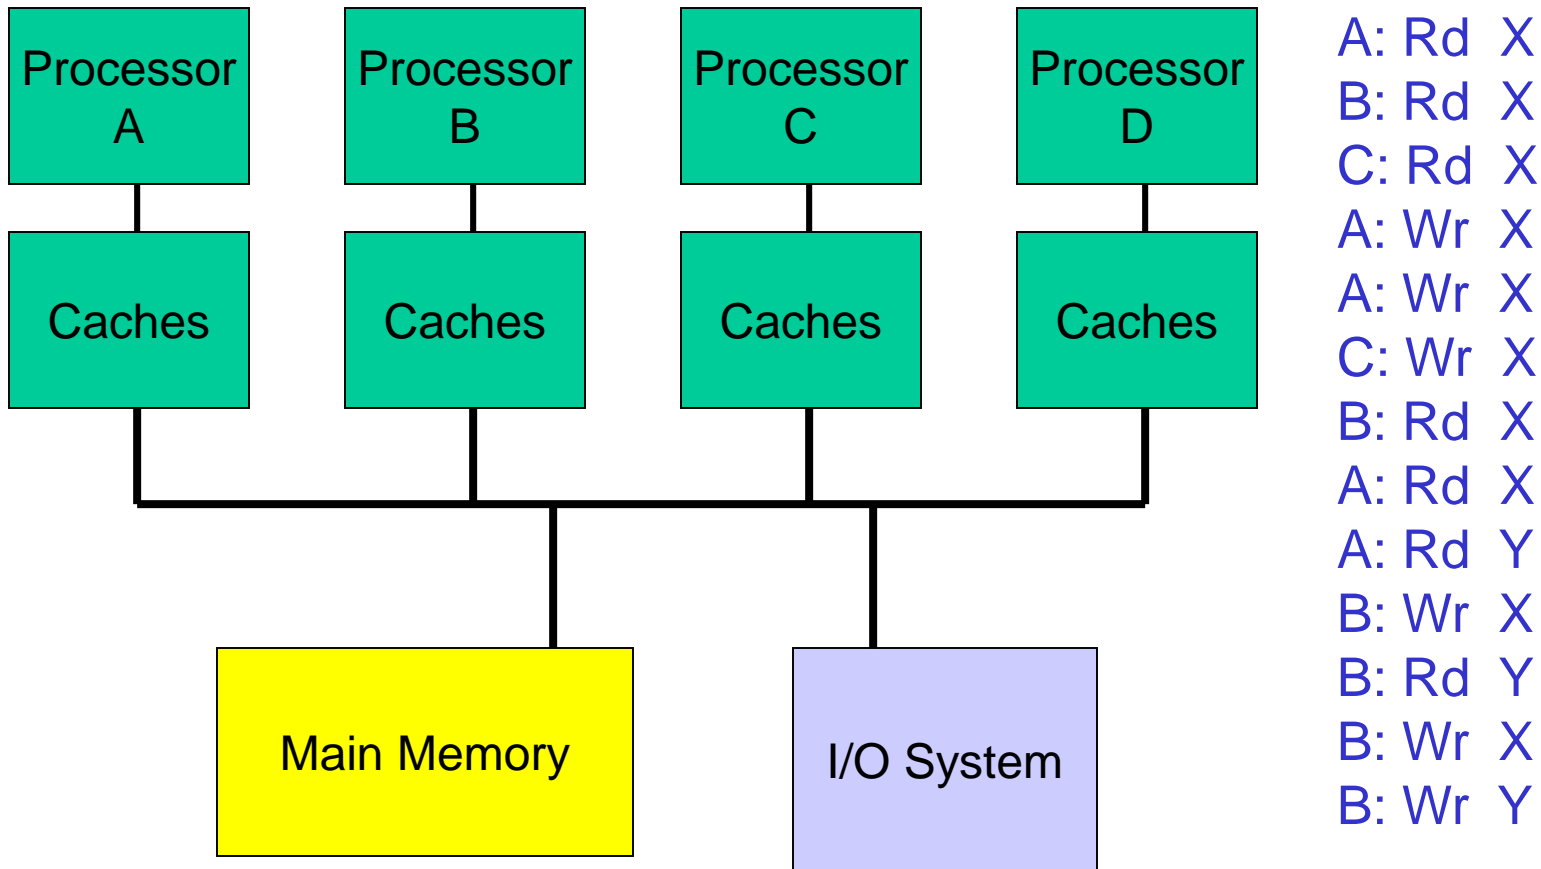 Processor
A
Processor
B
Processor
C
Processor
D
Caches
Caches
Caches
Caches
Main Memory
I/O System
A: Rd X
B: Rd X
C: Rd X
A: Wr X
A: Wr X
C: Wr X
B: Rd X
A: Rd X
A: Rd Y
B: Wr X
B: Rd Y
B: Wr X
B: Wr Y